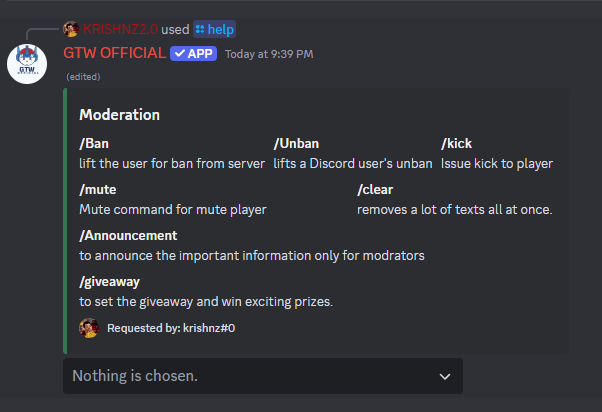 KRISHNZ2.0 used help
GTW OFFICIAL APP Today at 9:39 PM
GTW
OFFICIAL
(edited)
Moderation
/Ban /Unban /kick
lift the user for ban from server lifts a Discord user's unban Issue kick to player
/mute /clear
Mute command for mute player removes a lot of texts all at once.
/Announcement
to announce the important information only for modrators
/giveaway
to set the giveaway and win exciting prizes.
Requested by: krishnz#0
Nothing is chosen.